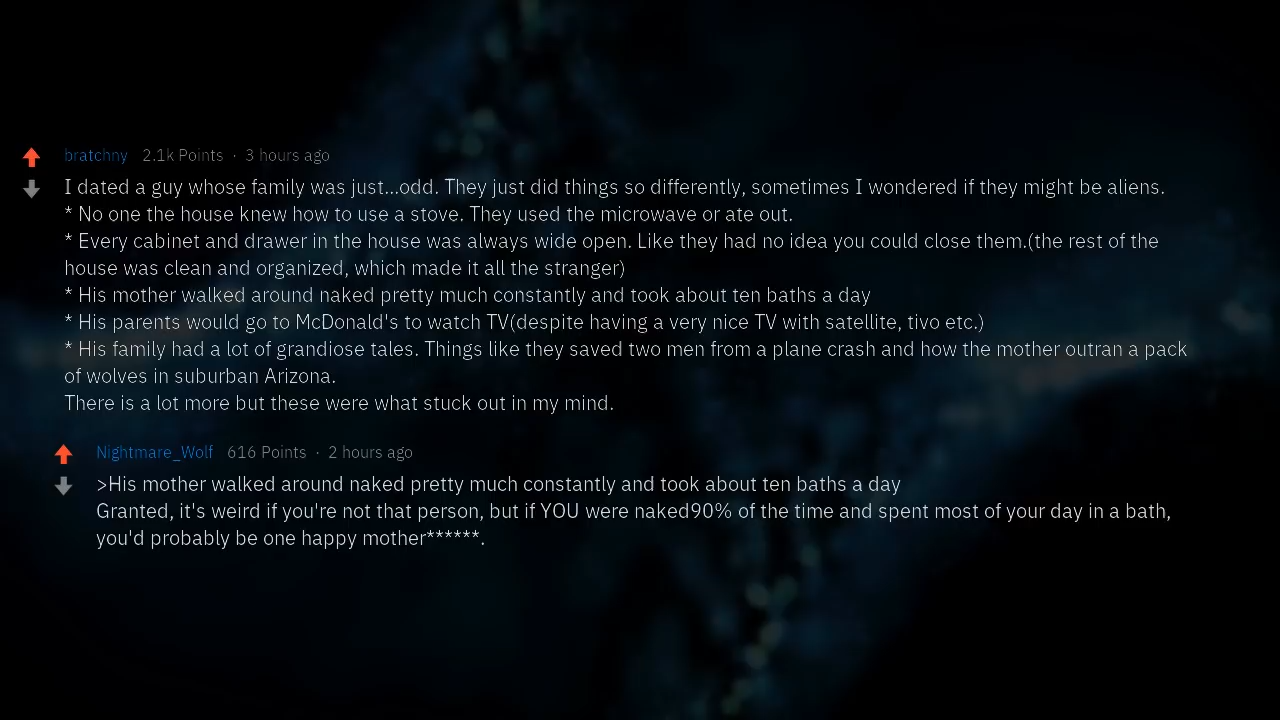 bratchny 2.1k Points · 3 hours ago
I dated a guy whose family was just...odd. They just did things so differently, sometimes I wondered if they might be aliens.
* No one the house knew how to use a stove. They used the microwave or ate out.
* Every cabinet and drawer in the house was always wide open. Like they had no idea you could close them.(the rest of the
house was clean and organized, which made it all the stranger)
* His mother walked around naked pretty much constantly and took about ten baths a day
* His parents would go to McDonald's to watch TV(despite having a very nice TV with satellite, tivo etc.)
* His family had a lot of grandiose tales. Things like they saved two men from a plane crash and how the mother outran a pack
of wolves in suburban Arizona.
There is a lot more but these were what stuck out in my mind.
Nightmare_Wolf 616 Points · 2 hours ago
>His mother walked around naked pretty much constantly and took about ten baths a day
Granted, it's weird if you're not that person, but if YOU were naked90% of the time and spent most of your day in a bath,
you'd probably be one happy mother******.